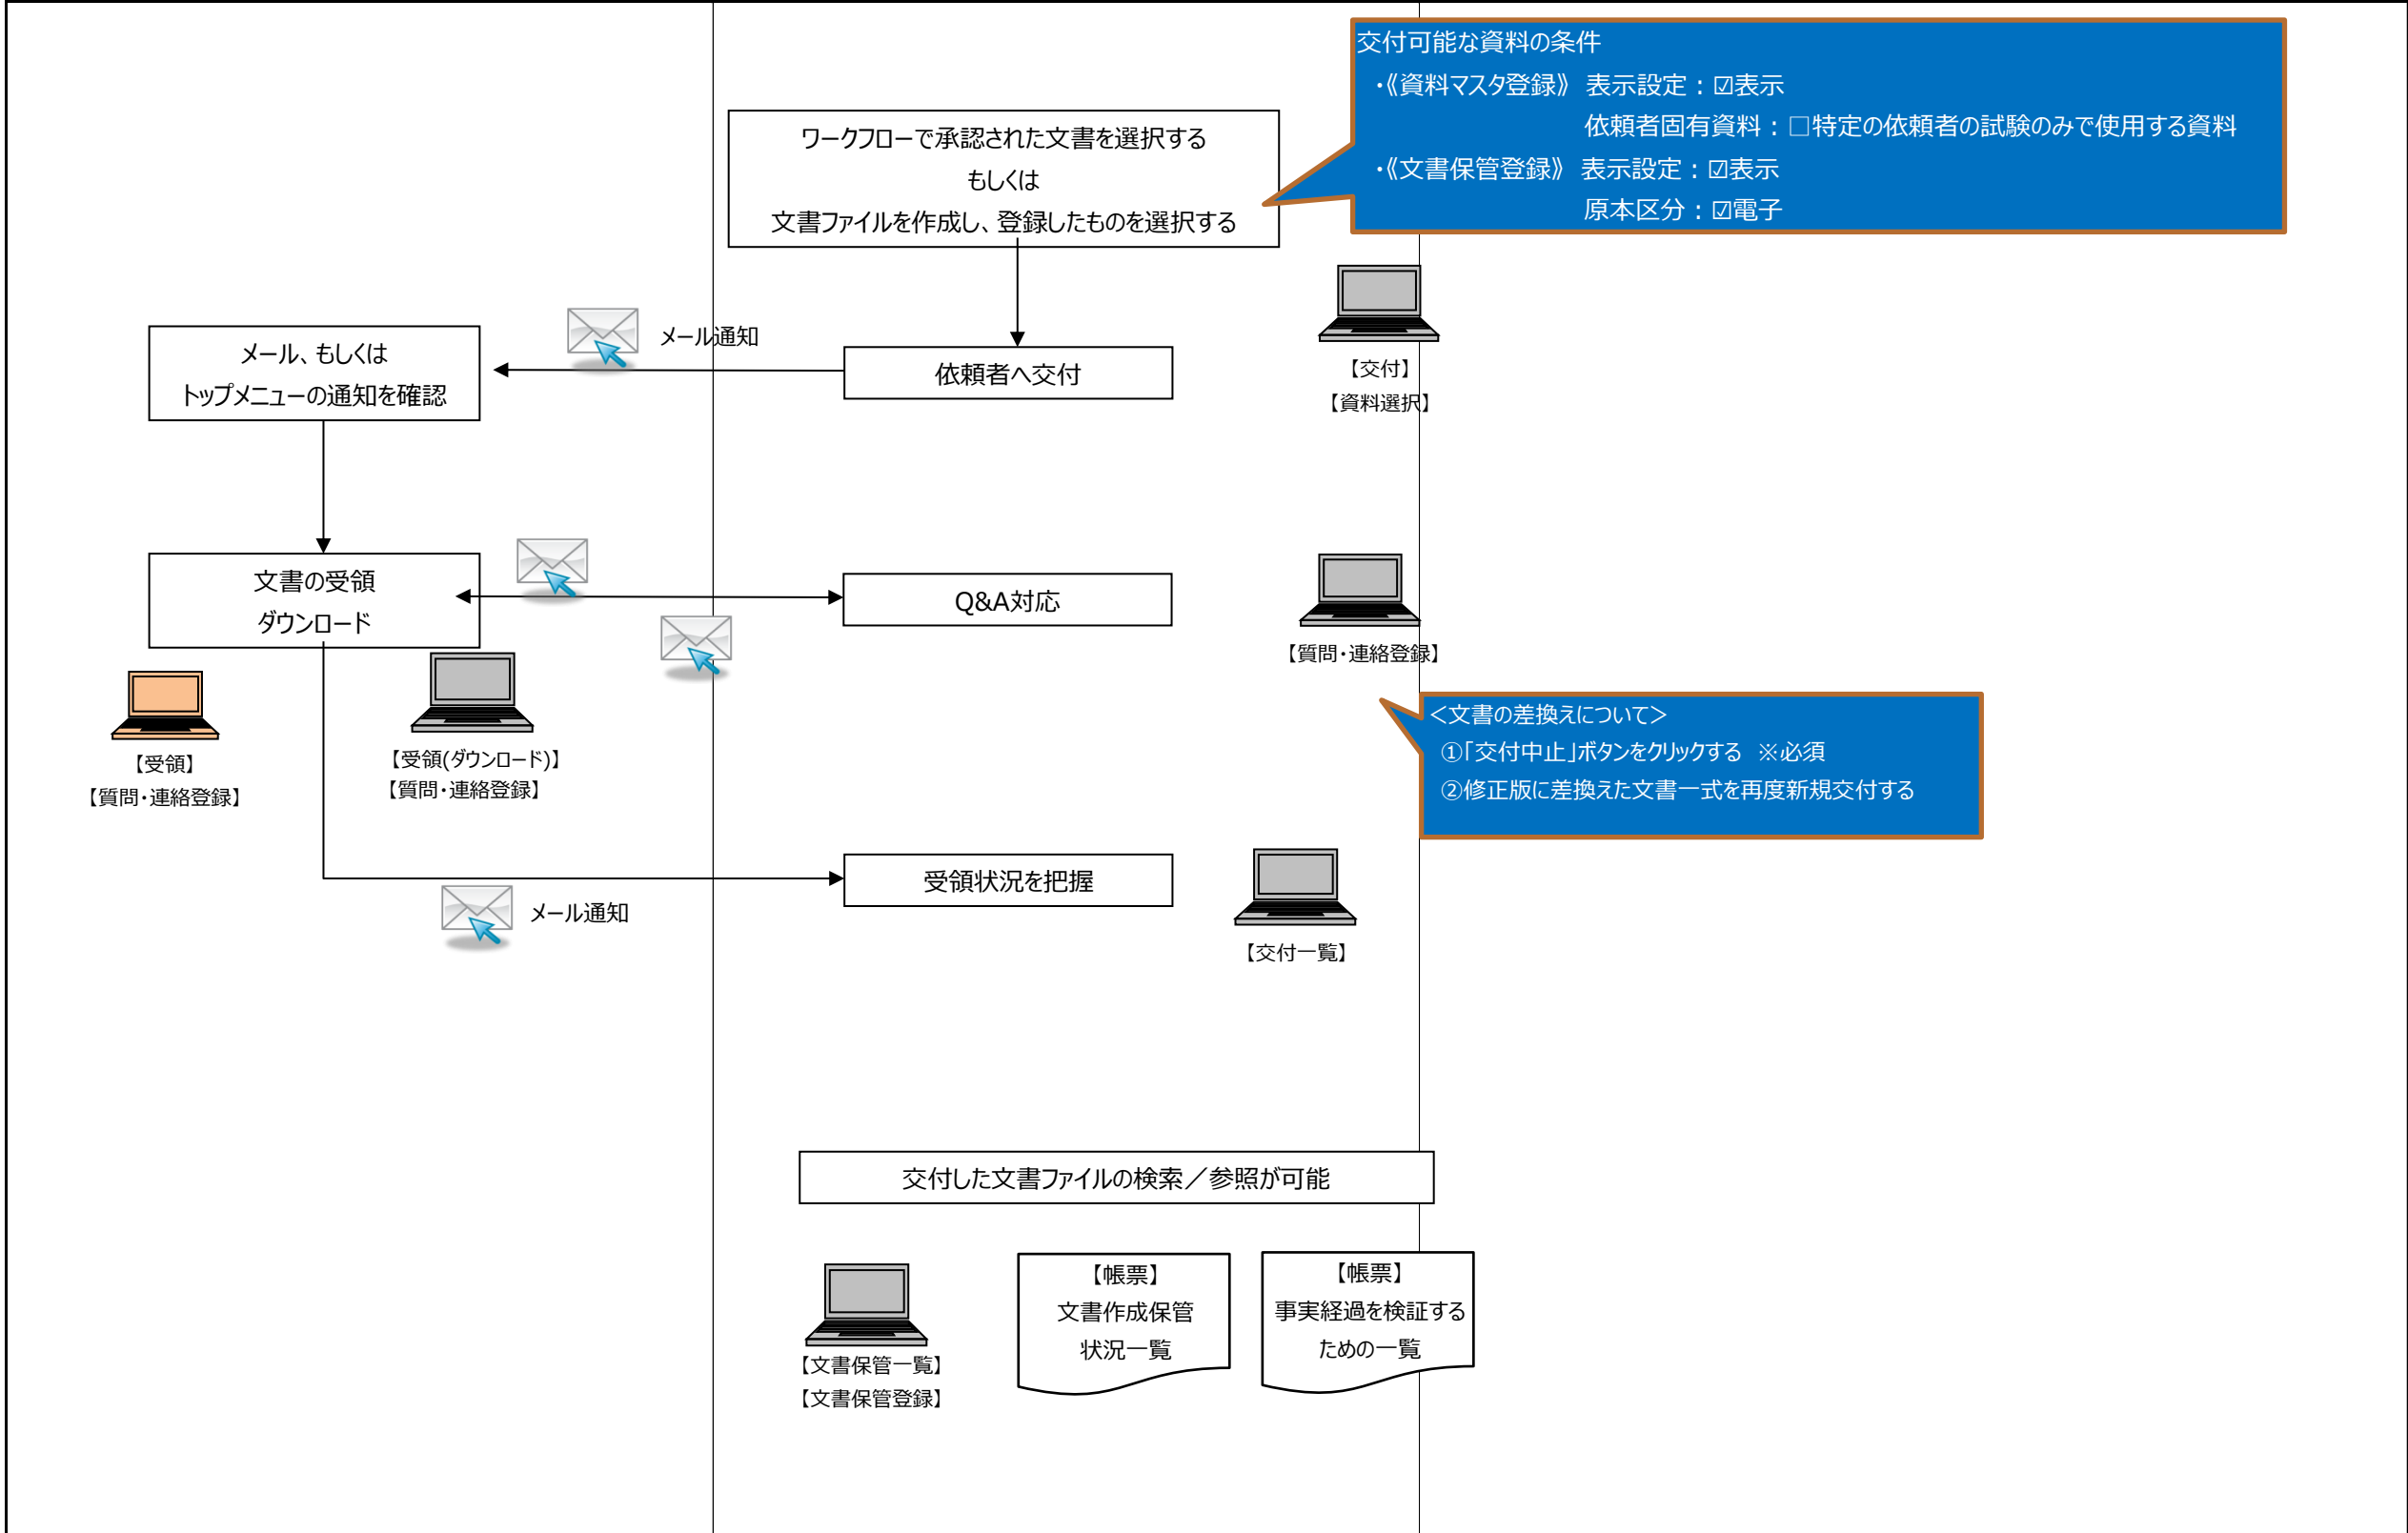 交付可能な資料の条件
・《資料マスタ登録》 表示設定：☑表示
依頼者固有資料：□特定の依頼者の試験のみで使用する資料
・《文書保管登録》 表示設定：☑表示
原本区分：☑電子
ワークフローで承認された文書を選択する
もしくは
文書ファイルを作成し、登録したものを選択する
メール通知
メール、もしくは
トップメニューの通知を確認
依頼者へ交付
【交付】
【資料選択】
文書の受領
ダウンロード
Q&A対応
【質問・連絡登録】
【受領】
【質問・連絡登録】
【受領(ダウンロード)】
【質問・連絡登録】
＜文書の差換えについて＞
①「交付中止」ボタンをクリックする ※必須
②修正版に差換えた文書一式を再度新規交付する
受領状況を把握
メール通知
【交付一覧】
交付した文書ファイルの検索／参照が可能
【文書保管一覧】
【文書保管登録】
【帳票】
文書作成保管
状況一覧
【帳票】
事実経過を検証する
ための一覧